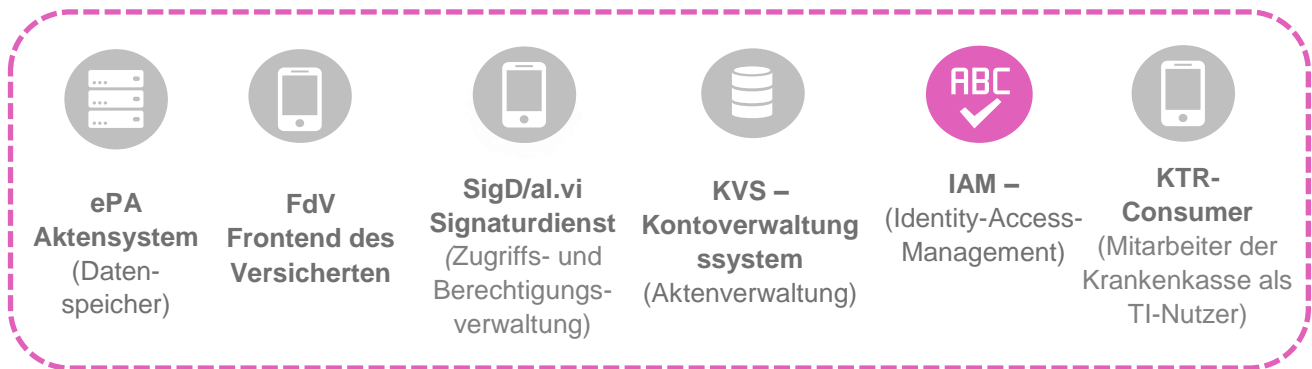 ABC
ePA
Aktensystem
(Daten-
speicher)
FdV
Frontend des
Versicherten
SigD/al.vi
Signaturdienst
(Zugriffs- und
Berechtigungs-
verwaltung)
KVS –
Kontoverwaltung
ssystem
(Aktenverwaltung)
IAM –
(Identity-Access-
Management)
KTR-
Consumer
(Mitarbeiter der
Krankenkasse als
TI-Nutzer)